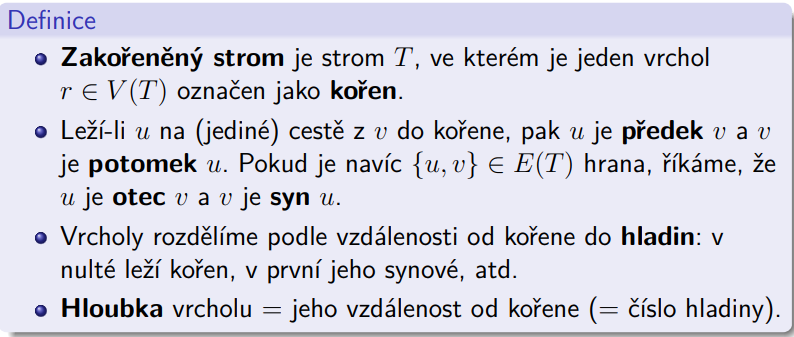 Definice
Zakořeněný strom je strom T, ve kterém je jeden vrchol
r ∈ V(T) označen jako kořen.
Leží-li u na (jediné) cestě z v do kořene, pak u je předek v a v
je potomek u. Pokud je navíc {u, v} ∈ E(T) hrana, říkáme, že
u je otec v a v je syn u.
Vrcholy rozdělíme podle vzdálenosti od kořene do hladin: v
nulté leží kořen, v první jeho synové, atd.
Hloubka vrcholu = jeho vzdálenost od kořene (= číslo hladiny).